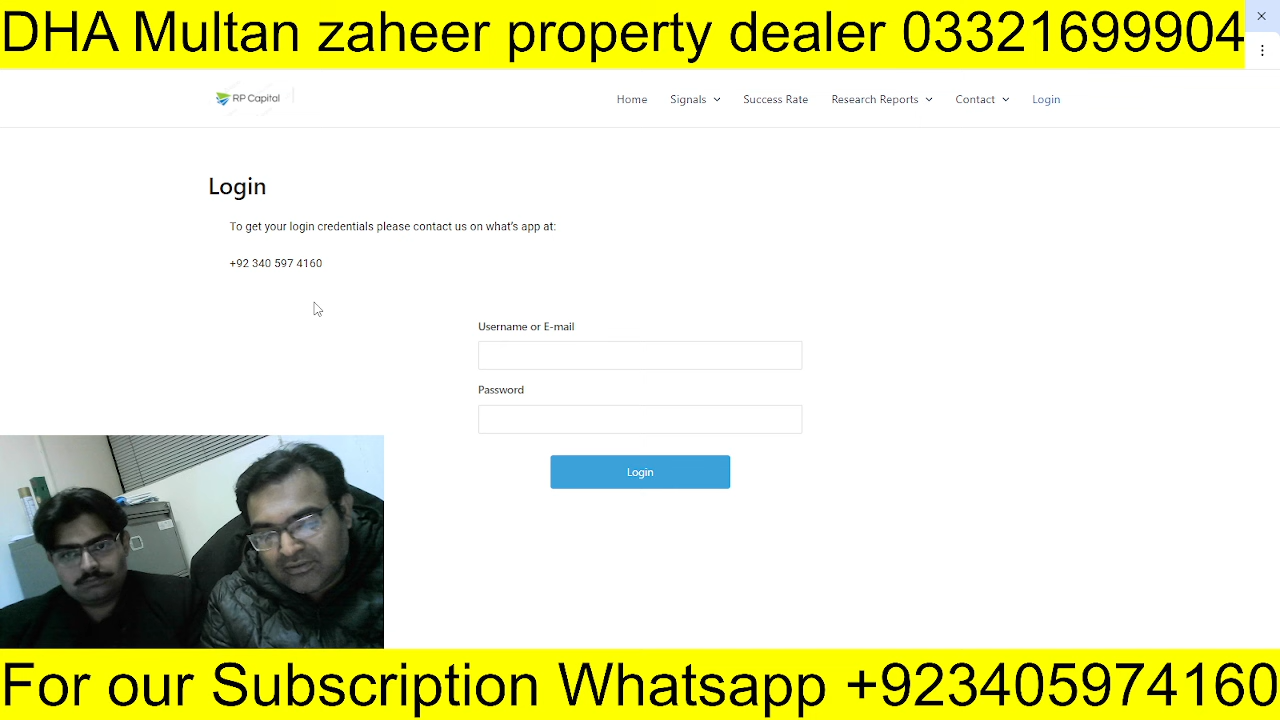 DHA Multan zaheer property dealer 03321699904
RP Capital
Home Signals Success Rate Research Reports Contact Login
Login
To get your login credentials please contact us on what's app at:
+92 340 597 4160
Username or E-mail
Password
Login
For our Subscription Whatsapp +923405974160